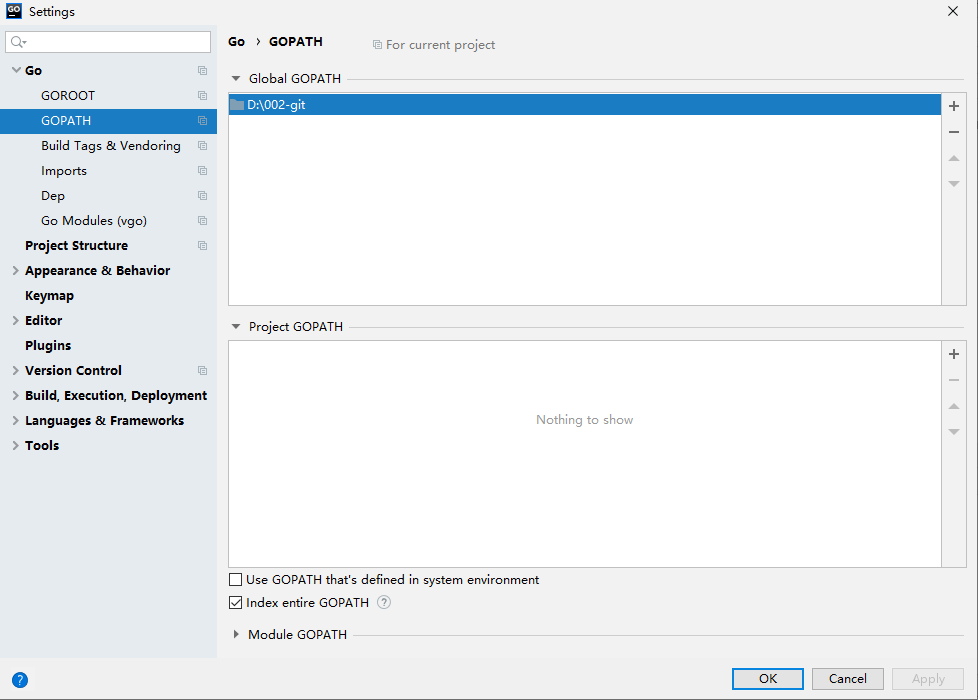 GO Settings
Go › GOPATH For current project
Go
GOROOT
GOPATH
Build Tags & Vendoring
Imports
Dep
Go Modules (vgo)
Project Structure
Appearance & Behavior
Keymap
Editor
Plugins
Version Control
Build, Execution, Deployment
Languages & Frameworks
Tools
Global GOPATH
D:\002-git
Project GOPATH
Nothing to show
Use GOPATH that's defined in system environment
Index entire GOPATH ?
Module GOPATH
? OK Cancel Apply